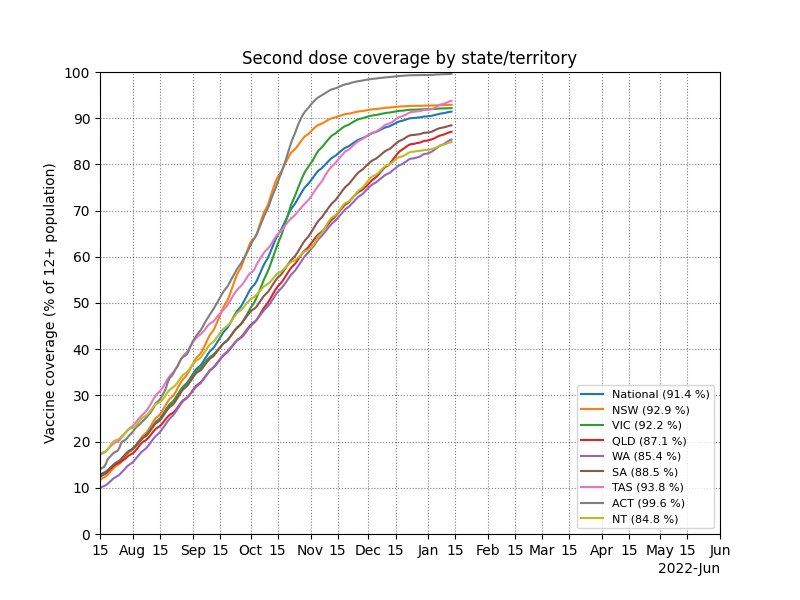 Second dose coverage by state/territory
Vaccine coverage (% of 12+ population)
100
90
80
70
60
50
40
30
20
10
0
National (91.4 %)
NSW (92.9 %)
VIC (92.2 %)
QLD (87.1 %)
WA (85.4 %)
SA (88.5 %)
TAS (93.8 %)
ACT (99.6 %)
NT (84.8 %)
15 Aug 15 Sep 15 Oct 15 Nov 15 Dec 15 Jan 15 Feb 15 Mar 15 Apr 15 May 15 Jun
2022-Jun